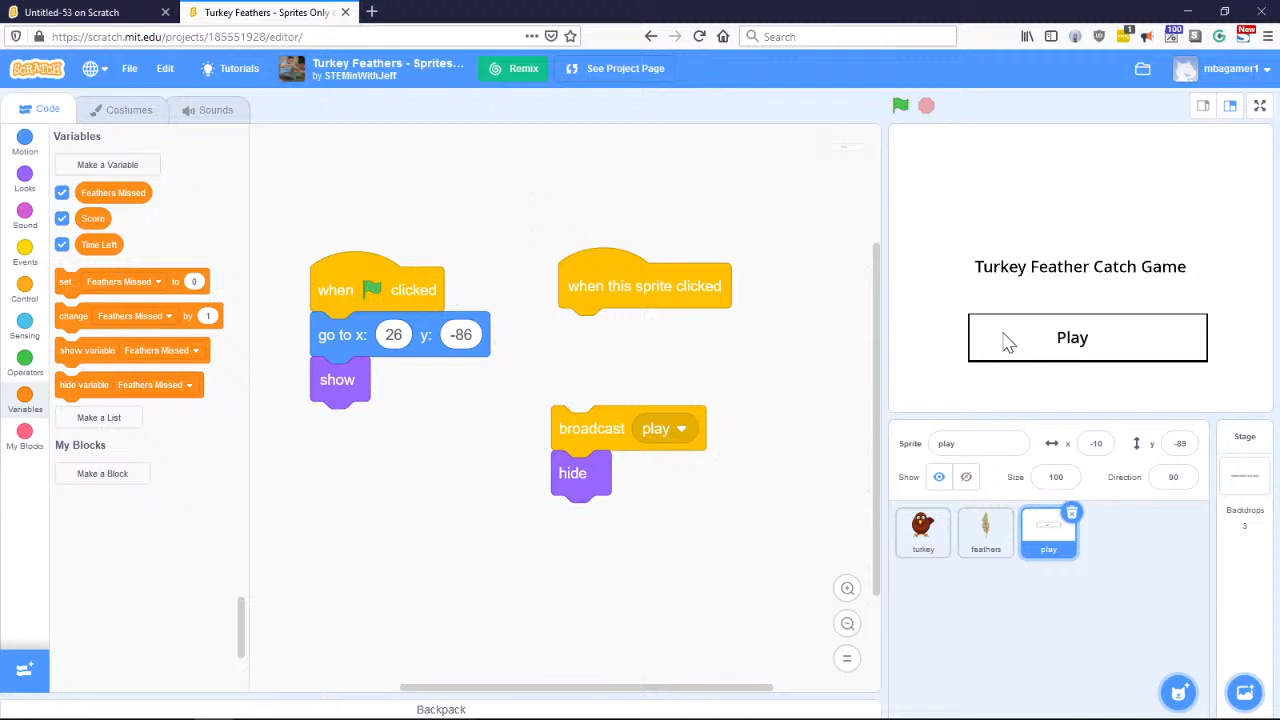 Untitled-53 on Scratch
Turkey Feathers - Sprites Only
https://scratch.mit.edu/projects/185551928/editor/
Search
1
100
New
SCRATCH
File
Edit
Tutorials
Turkey Feathers - Sprites...
by STEMinWithJeff
Remix
See Project Page
mbagamer1
Code
Costumes
Sounds
Motion
Looks
Sound
Events
Control
Sensing
Operators
Variables
My Blocks
Variables
Make a Variable
Feathers Missed
Score
Time Left
set Feathers Missed to 0
change Feathers Missed by 1
show variable Feathers Missed
hide variable Feathers Missed
Make a List
My Blocks
Make a Block
when clicked
go to x: 26 y: -86
show
when this sprite clicked
broadcast play
hide
Turkey Feather Catch Game
Play
Sprite play x -10 y -89
Show Size 100 Direction 90
turkey
feathers
play
Stage
Backdrops
3
Backpack